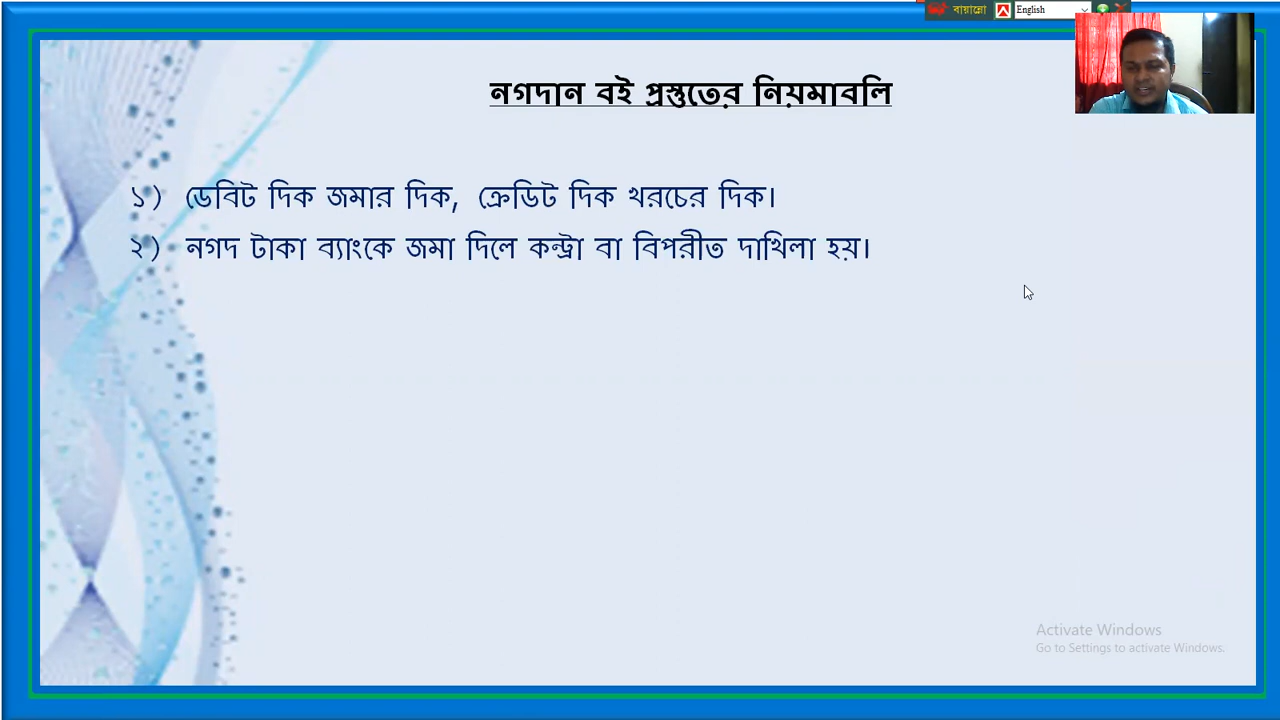 বায়ান্নো
English
নগদান বই প্রস্তুতের নিয়মাবলি
১) ডেবিট দিক জমার দিক, ক্রেডিট দিক খরচের দিক।
২) নগদ টাকা ব্যাংকে জমা দিলে কন্ট্রা বা বিপরীত দাখিলা হয়।
Activate Windows
Go to Settings to activate Windows.